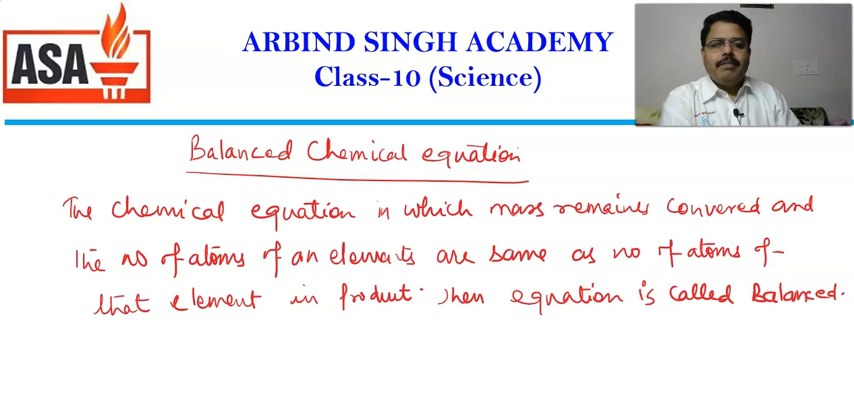 ASA
ARBIND SINGH ACADEMY
Class-10 (Science)
Balanced Chemical equation
The chemical equation in which mass remains convered and
the no of atoms of an elements are same as no of atoms of
that element in product. then equation is called Balanced.